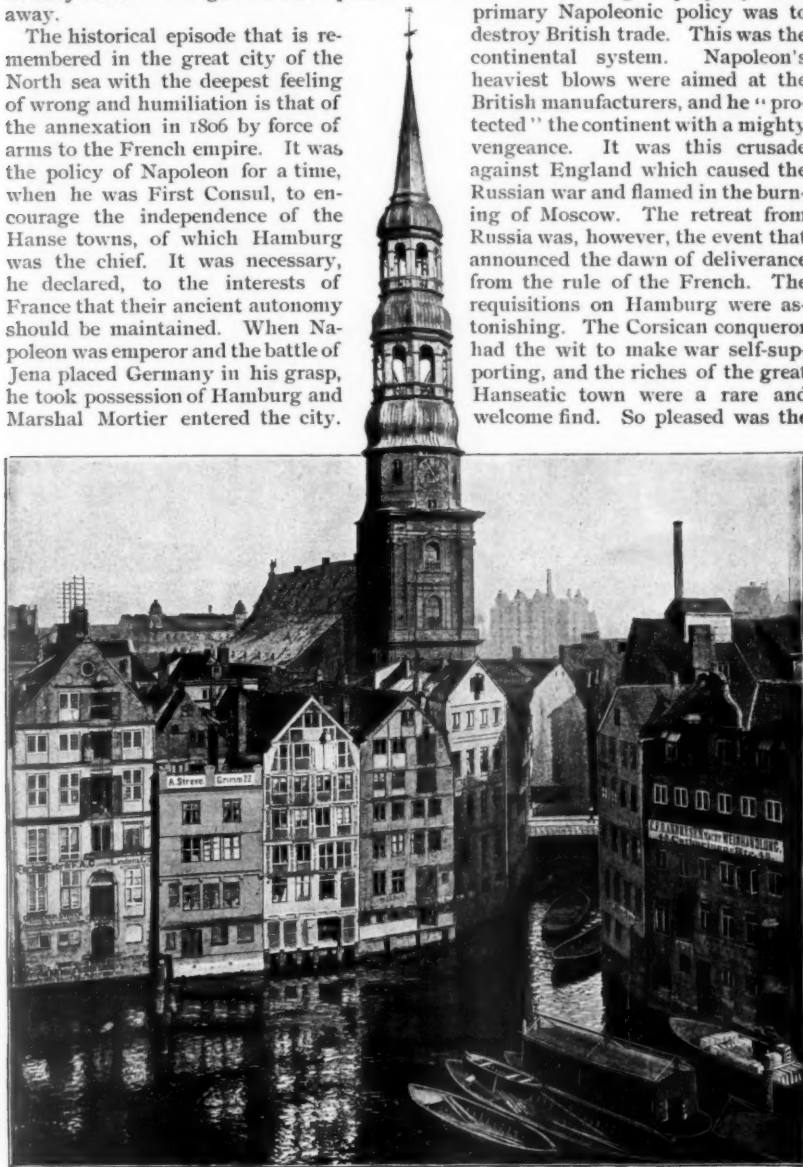 away.
The historical episode that is re-
membered in the great city of the
North sea with the deepest feeling
of wrong and humiliation is that of
the annexation in 1806 by force of
arms to the French empire. It was
the policy of Napoleon for a time,
when he was First Consul, to en-
courage the independence of the
Hanse towns, of which Hamburg
was the chief. It was necessary,
he declared, to the interests of
France that their ancient autonomy
should be maintained. When Na-
poleon was emperor and the battle of
Jena placed Germany in his grasp,
he took possession of Hamburg and
Marshal Mortier entered the city.
primary Napoleonic policy was to
destroy British trade. This was the
continental system. Napoleon's
heaviest blows were aimed at the
British manufacturers, and he “ pro-
tected ” the continent with a mighty
vengeance. It was this crusade
against England which caused the
Russian war and flamed in the burn-
ing of Moscow. The retreat from
Russia was, however, the event that
announced the dawn of deliverance
from the rule of the French. The
requisitions on Hamburg were as-
tonishing. The Corsican conqueror
had the wit to make war self-sup-
porting, and the riches of the great
Hanseatic town were a rare and
welcome find. So pleased was the
A. Streve Grimm 22
WEINHANDLUNG